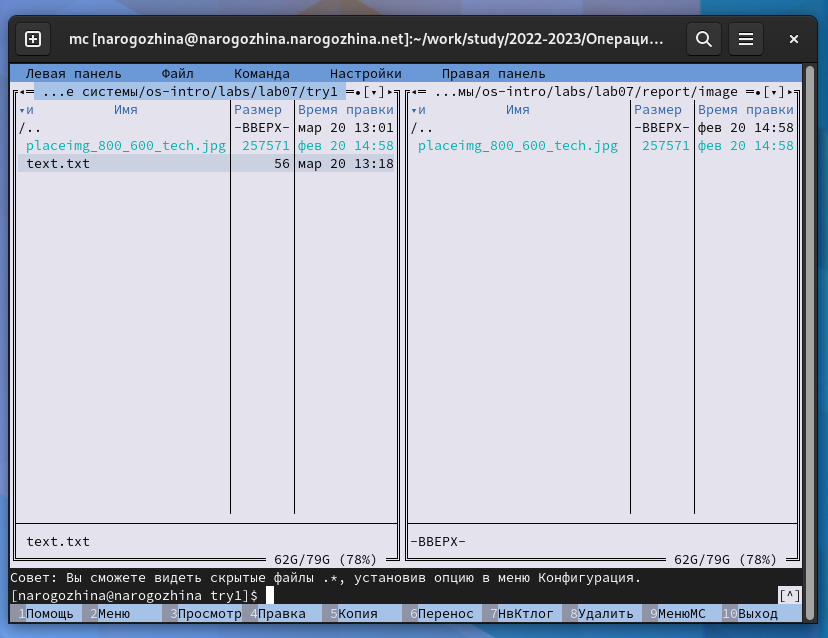 mc [narogozhina@narogozhina.narogozhina.net]:~/work/study/2022-2023/Операци...
Левая панель Файл Команда Настройки Правая панель
...е системы/os-intro/labs/lab07/try1 ...мы/os-intro/labs/lab07/report/image
и Имя Размер Время правки и Имя Размер Время правки
/.. -ВВЕРХ- мар 20 13:01 /.. -ВВЕРХ- фев 20 14:58
placeimg_800_600_tech.jpg 257571 фев 20 14:58 placeimg_800_600_tech.jpg 257571 фев 20 14:58
text.txt 56 мар 20 13:18
text.txt -ВВЕРХ-
62G/79G (78%) 62G/79G (78%)
Совет: Вы сможете видеть скрытые файлы .*, установив опцию в меню Конфигурация.
[narogozhina@narogozhina try1]$ [^]
1Помощь 2Меню 3Просмотр 4Правка 5Копия 6Перенос 7НвКтлог 8Удалить 9МенюМС 10Выход